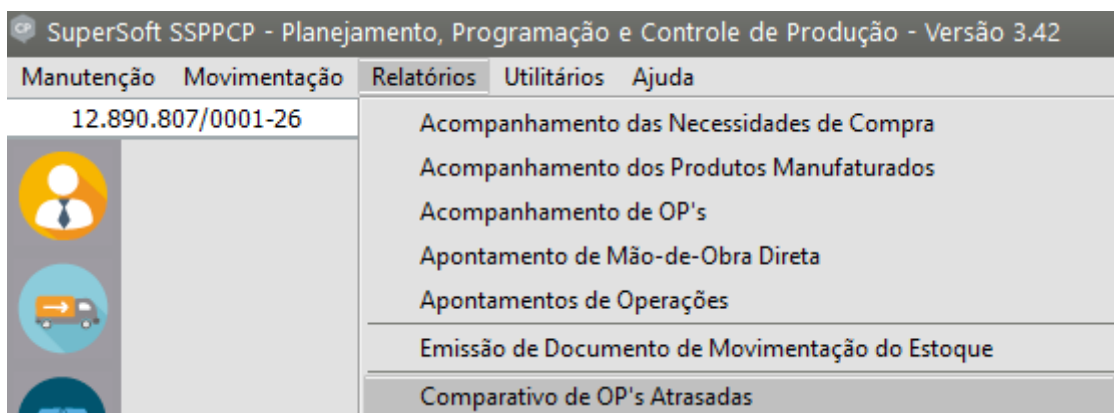 SuperSoft SSPPCP - Planejamento, Programação e Controle de Produção - Versão 3.42
Manutenção Movimentação Relatórios Utilitários Ajuda
12.890.807/0001-26
Acompanhamento das Necessidades de Compra
Acompanhamento dos Produtos Manufaturados
Acompanhamento de OP's
Apontamento de Mão-de-Obra Direta
Apontamentos de Operações
Emissão de Documento de Movimentação do Estoque
Comparativo de OP's Atrasadas